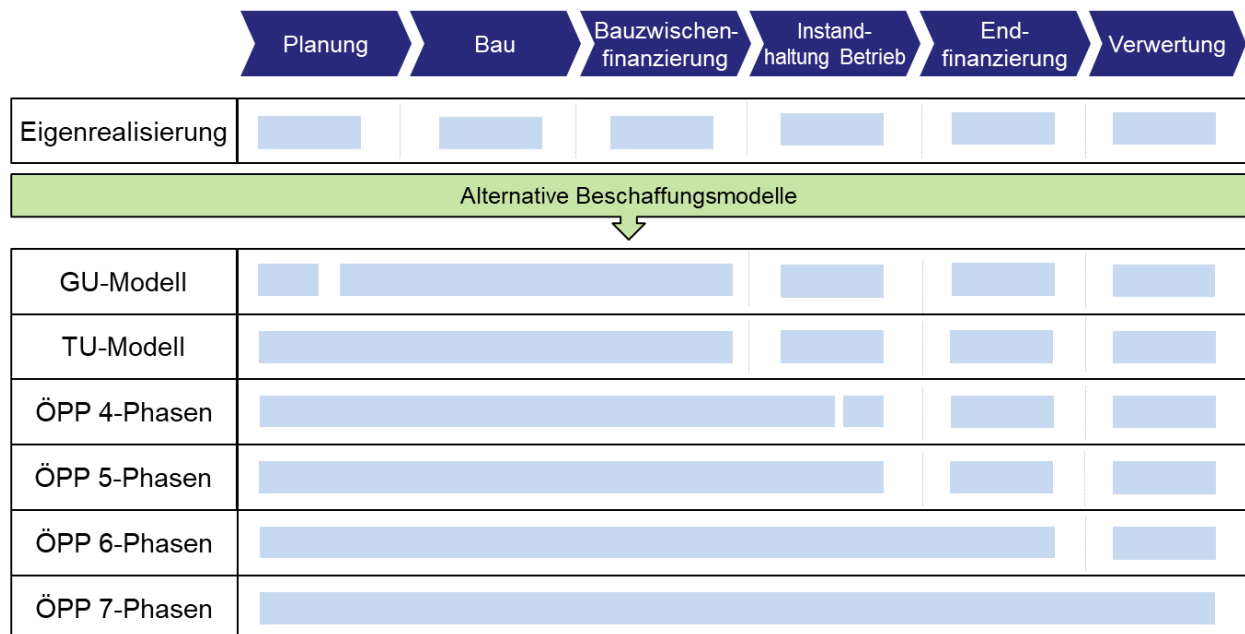 Planung
Bau
Bauzwischen-
finanzierung
Instand-
haltung Betrieb
End-
finanzierung
Verwertung
Eigenrealisierung
Alternative Beschaffungsmodelle
GU-Modell
TU-Modell
ÖPP 4-Phasen
ÖPP 5-Phasen
ÖPP 6-Phasen
ÖPP 7-Phasen